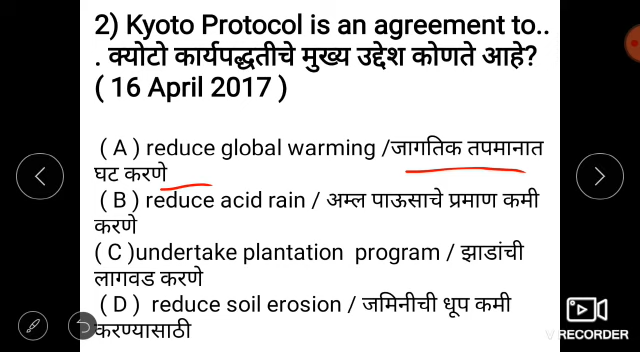 2) Kyoto Protocol is an agreement to..
. क्योटो कार्यपद्धतीचे मुख्य उद्देश कोणते आहे?
( 16 April 2017 )
( A ) reduce global warming /जागतिक तपमानात
घट करणे
( B ) reduce acid rain / अम्ल पाऊसाचे प्रमाण कमी
करणे
( C )undertake plantation program / झाडांची
लागवड करणे
( D ) reduce soil erosion / जमिनीची धूप कमी
करण्यासाठी
V RECORDER